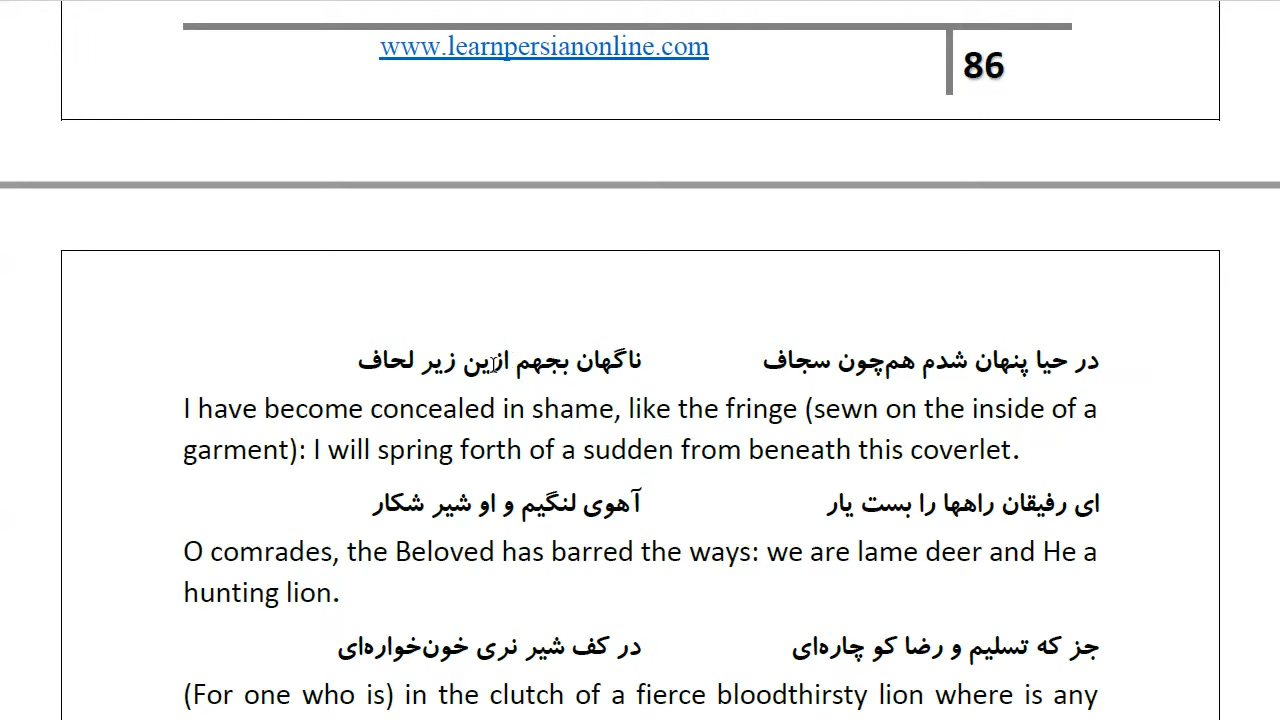 www.learnpersianonline.com
86
در حیا پنهان شدم هم‌چون سجاف ناگهان بجهم ازین زیر لحاف
I have become concealed in shame, like the fringe (sewn on the inside of a
garment): I will spring forth of a sudden from beneath this coverlet.
ای رفیقان راهها را بست یار آهوی لنگیم و او شیر شکار
O comrades, the Beloved has barred the ways: we are lame deer and He a
hunting lion.
جز که تسلیم و رضا کو چاره‌ای در کف شیر نری خون‌خواره‌ای
(For one who is) in the clutch of a fierce bloodthirsty lion where is any